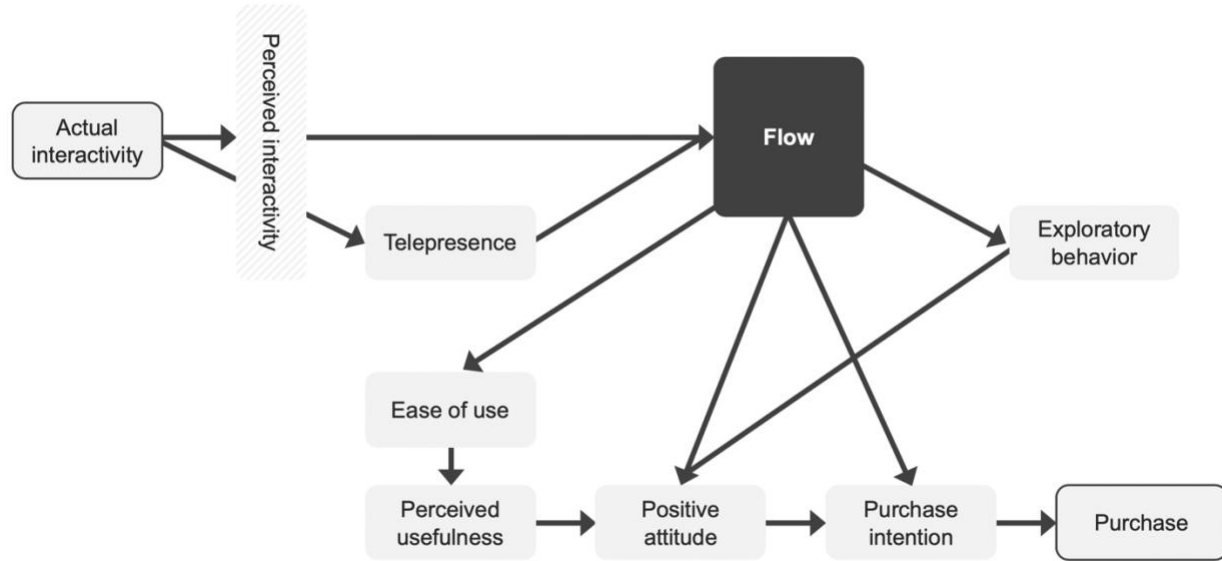 Actual
interactivity
Perceived interactivity
Flow
Telepresence
Exploratory
behavior
Ease of use
Perceived
usefulness
Positive
attitude
Purchase
intention
Purchase